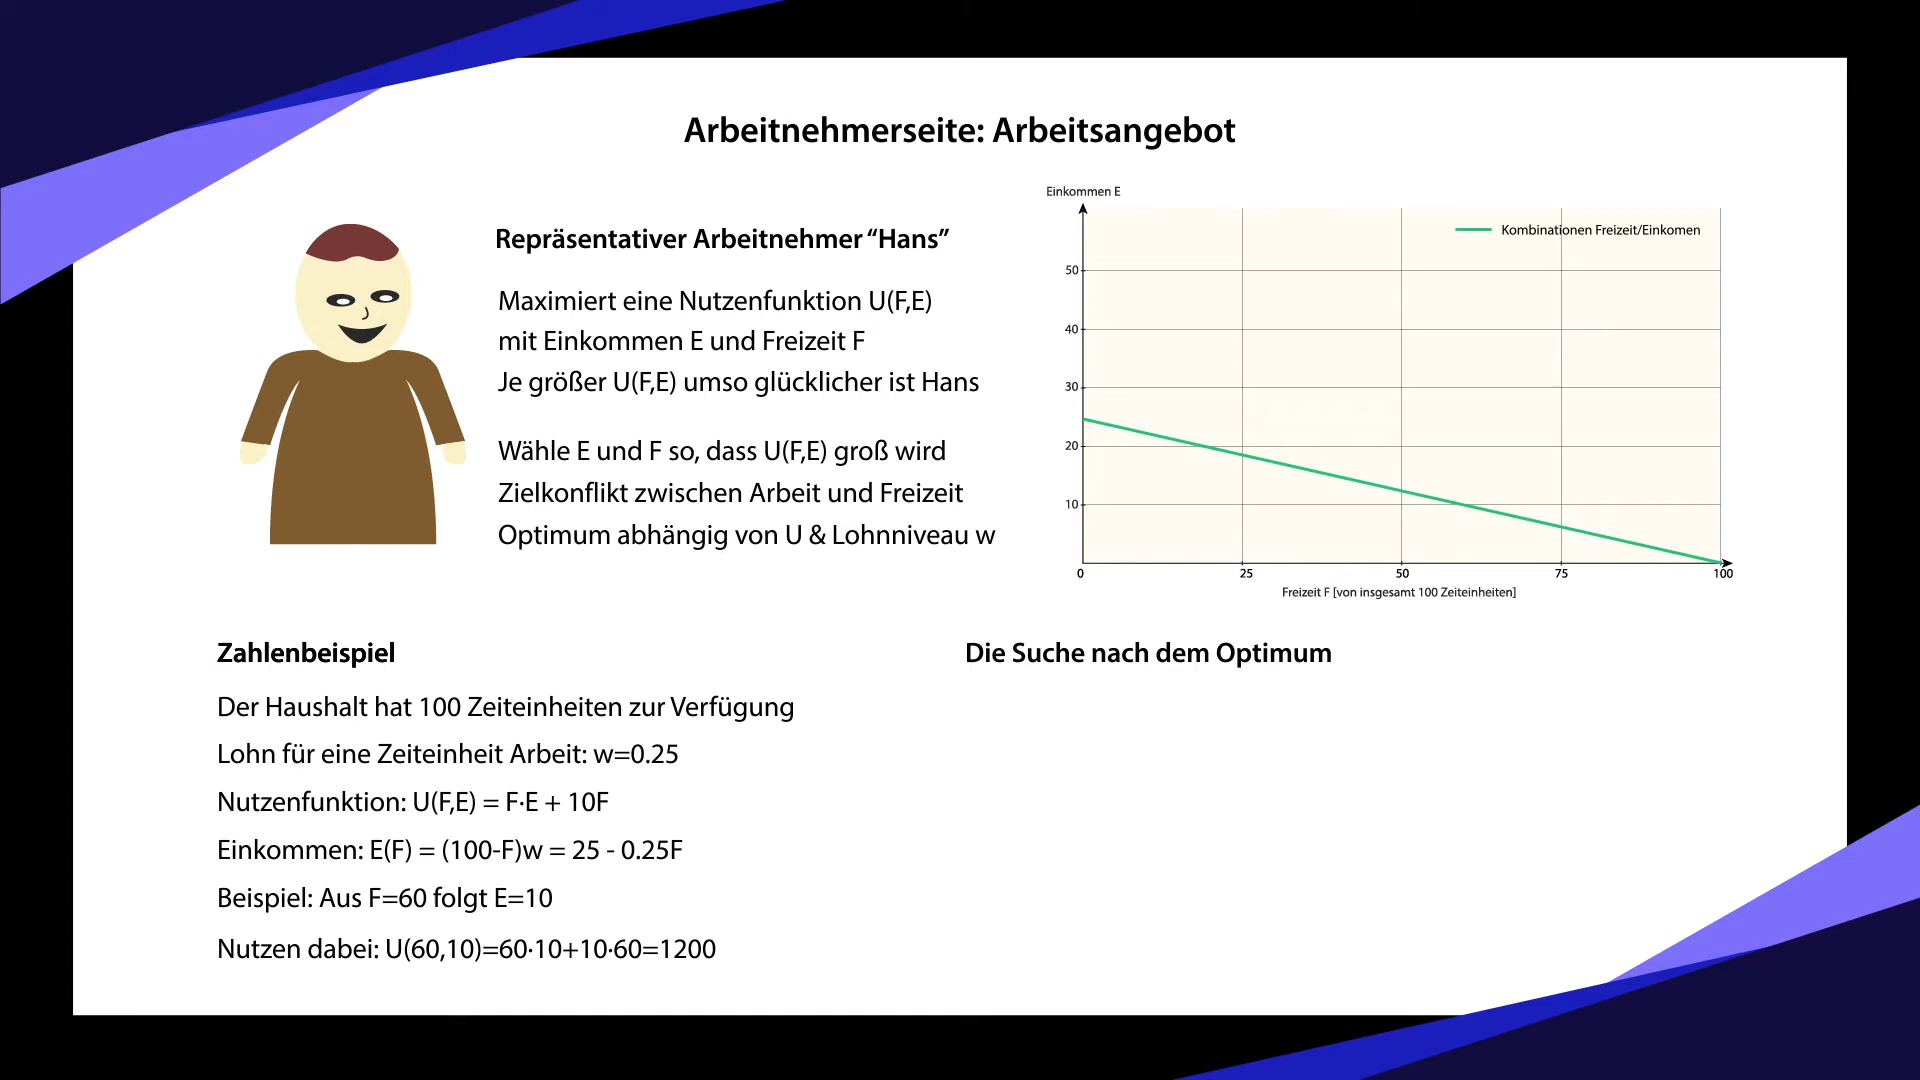 Arbeitnehmerseite: Arbeitsangebot
Repräsentativer Arbeitnehmer “Hans”
Maximiert eine Nutzenfunktion U(F,E)
mit Einkommen E und Freizeit F
Je größer U(F,E) umso glücklicher ist Hans
Wähle E und F so, dass U(F,E) groß wird
Zielkonflikt zwischen Arbeit und Freizeit
Optimum abhängig von U & Lohnniveau w
Einkommen E
Kombinationen Freizeit/Einkomen
50
40
30
20
10
0 25 50 75 100
Freizeit F [von insgesamt 100 Zeiteinheiten]
Zahlenbeispiel
Der Haushalt hat 100 Zeiteinheiten zur Verfügung
Lohn für eine Zeiteinheit Arbeit: w=0.25
Nutzenfunktion: U(F,E) = F·E + 10F
Einkommen: E(F) = (100-F)w = 25 - 0.25F
Beispiel: Aus F=60 folgt E=10
Nutzen dabei: U(60,10)=60·10+10·60=1200
Die Suche nach dem Optimum